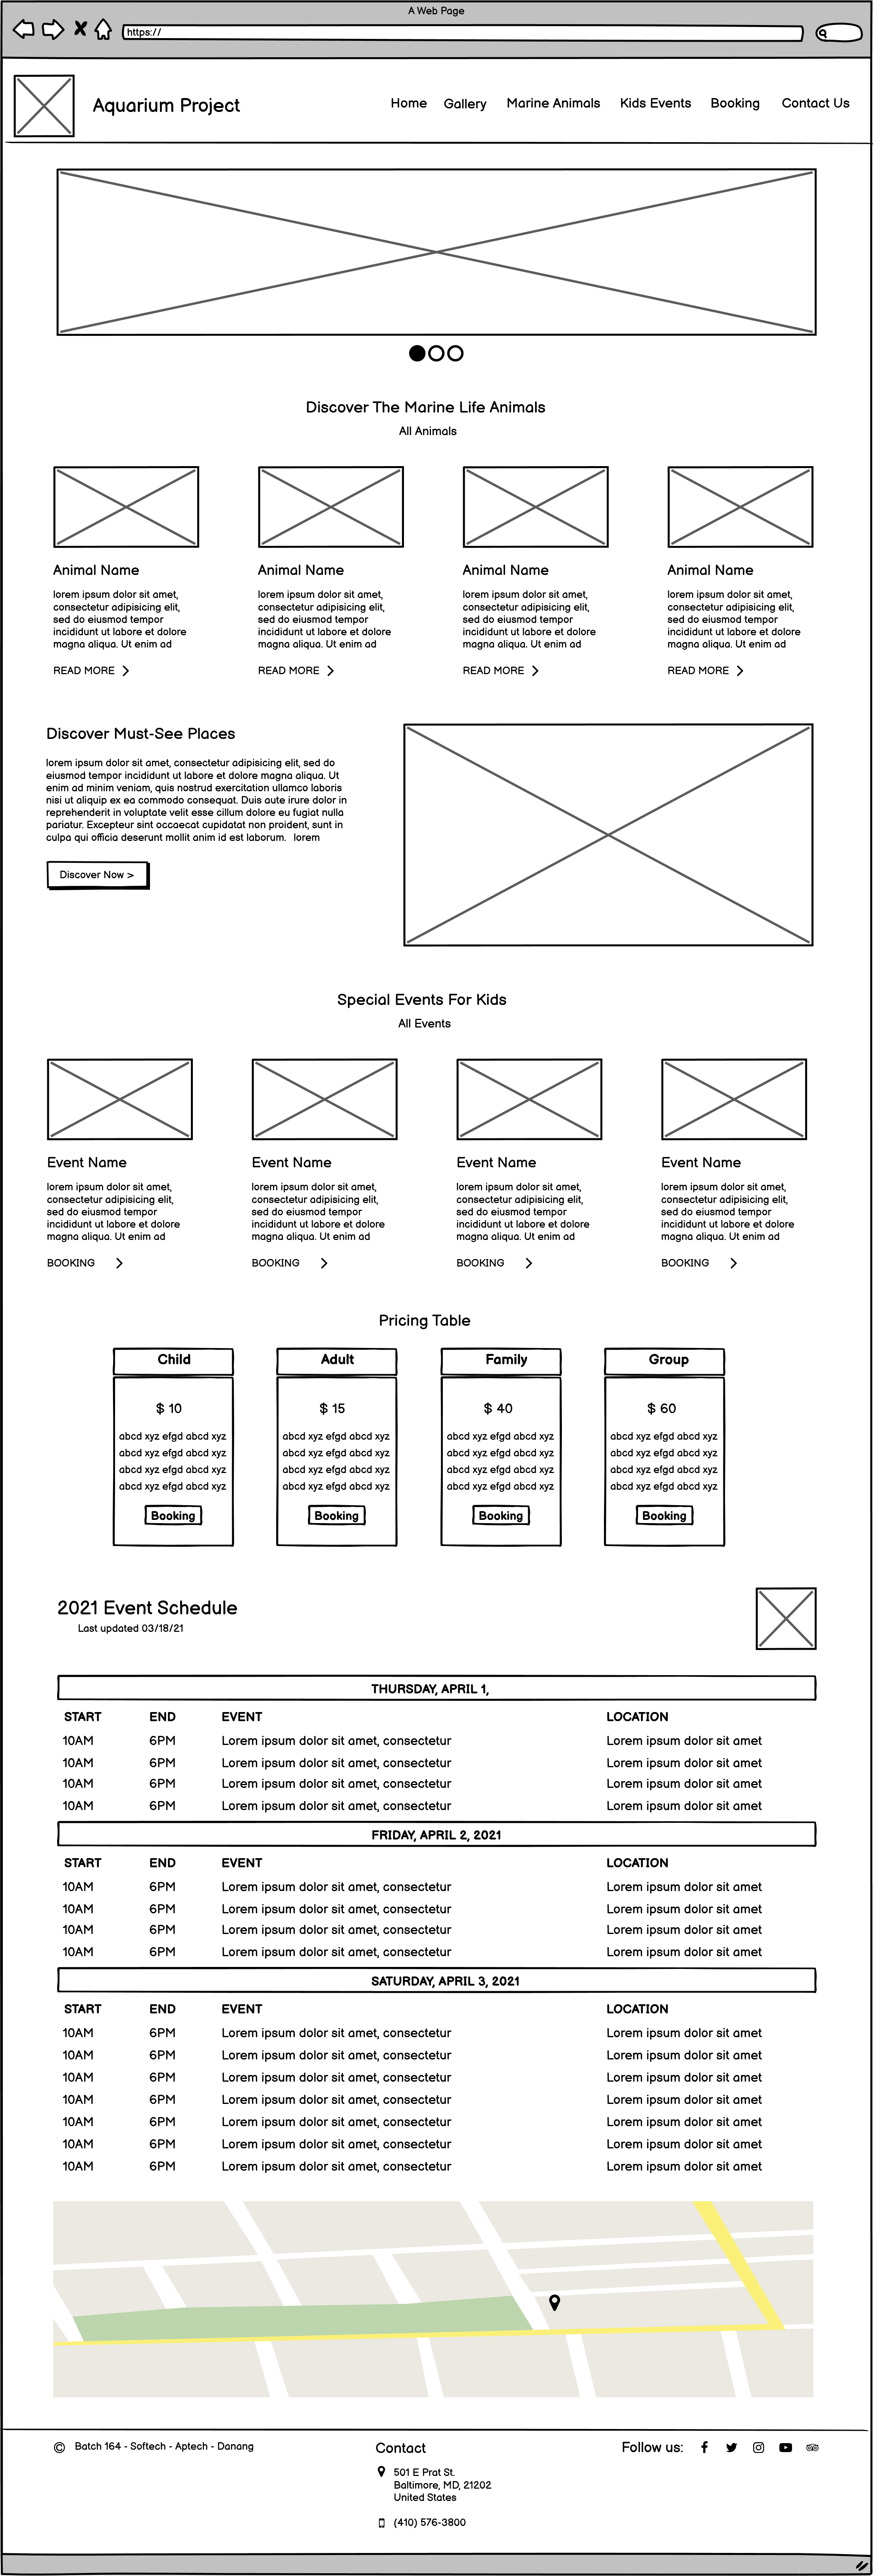 A Web Page
https://
Aquarium Project
Home Gallery Marine Animals Kids Events Booking Contact Us
Discover The Marine Life Animals
All Animals
Animal Name Animal Name Animal Name Animal Name
lorem ipsum dolor sit amet, lorem ipsum dolor sit amet, lorem ipsum dolor sit amet, lorem ipsum dolor sit amet,
consectetur adipisicing elit, consectetur adipisicing elit, consectetur adipisicing elit, consectetur adipisicing elit,
sed do eiusmod tempor sed do eiusmod tempor sed do eiusmod tempor sed do eiusmod tempor
incididunt ut labore et dolore incididunt ut labore et dolore incididunt ut labore et dolore incididunt ut labore et dolore
magna aliqua. Ut enim ad magna aliqua. Ut enim ad magna aliqua. Ut enim ad magna aliqua. Ut enim ad
READ MORE READ MORE READ MORE READ MORE
Discover Must-See Places
lorem ipsum dolor sit amet, consectetur adipisicing elit, sed do
eiusmod tempor incididunt ut labore et dolore magna aliqua. Ut
enim ad minim veniam, quis nostrud exercitation ullamco laboris
nisi ut aliquip ex ea commodo consequat. Duis aute irure dolor in
reprehenderit in voluptate velit esse cillum dolore eu fugiat nulla
pariatur. Excepteur sint occaecat cupidatat non proident, sunt in
culpa qui officia deserunt mollit anim id est laborum. lorem
Discover Now >
Special Events For Kids
All Events
Event Name Event Name Event Name Event Name
lorem ipsum dolor sit amet, lorem ipsum dolor sit amet, lorem ipsum dolor sit amet, lorem ipsum dolor sit amet,
consectetur adipisicing elit, consectetur adipisicing elit, consectetur adipisicing elit, consectetur adipisicing elit,
sed do eiusmod tempor sed do eiusmod tempor sed do eiusmod tempor sed do eiusmod tempor
incididunt ut labore et dolore incididunt ut labore et dolore incididunt ut labore et dolore incididunt ut labore et dolore
magna aliqua. Ut enim ad magna aliqua. Ut enim ad magna aliqua. Ut enim ad magna aliqua. Ut enim ad
BOOKING BOOKING BOOKING BOOKING
Pricing Table
Child Adult Family Group
$ 10 $ 15 $ 40 $ 60
abcd xyz efgd abcd xyz abcd xyz efgd abcd xyz abcd xyz efgd abcd xyz abcd xyz efgd abcd xyz
abcd xyz efgd abcd xyz abcd xyz efgd abcd xyz abcd xyz efgd abcd xyz abcd xyz efgd abcd xyz
abcd xyz efgd abcd xyz abcd xyz efgd abcd xyz abcd xyz efgd abcd xyz abcd xyz efgd abcd xyz
abcd xyz efgd abcd xyz abcd xyz efgd abcd xyz abcd xyz efgd abcd xyz abcd xyz efgd abcd xyz
Booking Booking Booking Booking
2021 Event Schedule
Last updated 03/18/21
THURSDAY, APRIL 1,
START END EVENT LOCATION
10AM 6PM Lorem ipsum dolor sit amet, consectetur Lorem ipsum dolor sit amet
10AM 6PM Lorem ipsum dolor sit amet, consectetur Lorem ipsum dolor sit amet
10AM 6PM Lorem ipsum dolor sit amet, consectetur Lorem ipsum dolor sit amet
10AM 6PM Lorem ipsum dolor sit amet, consectetur Lorem ipsum dolor sit amet
FRIDAY, APRIL 2, 2021
START END EVENT LOCATION
10AM 6PM Lorem ipsum dolor sit amet, consectetur Lorem ipsum dolor sit amet
10AM 6PM Lorem ipsum dolor sit amet, consectetur Lorem ipsum dolor sit amet
10AM 6PM Lorem ipsum dolor sit amet, consectetur Lorem ipsum dolor sit amet
10AM 6PM Lorem ipsum dolor sit amet, consectetur Lorem ipsum dolor sit amet
SATURDAY, APRIL 3, 2021
START END EVENT LOCATION
10AM 6PM Lorem ipsum dolor sit amet, consectetur Lorem ipsum dolor sit amet
10AM 6PM Lorem ipsum dolor sit amet, consectetur Lorem ipsum dolor sit amet
10AM 6PM Lorem ipsum dolor sit amet, consectetur Lorem ipsum dolor sit amet
10AM 6PM Lorem ipsum dolor sit amet, consectetur Lorem ipsum dolor sit amet
10AM 6PM Lorem ipsum dolor sit amet, consectetur Lorem ipsum dolor sit amet
10AM 6PM Lorem ipsum dolor sit amet, consectetur Lorem ipsum dolor sit amet
10AM 6PM Lorem ipsum dolor sit amet, consectetur Lorem ipsum dolor sit amet
© Batch 164 - Softech - Aptech - Danang
Contact
501 E Prat St.
Baltimore, MD, 21202
United States
(410) 576-3800
Follow us: